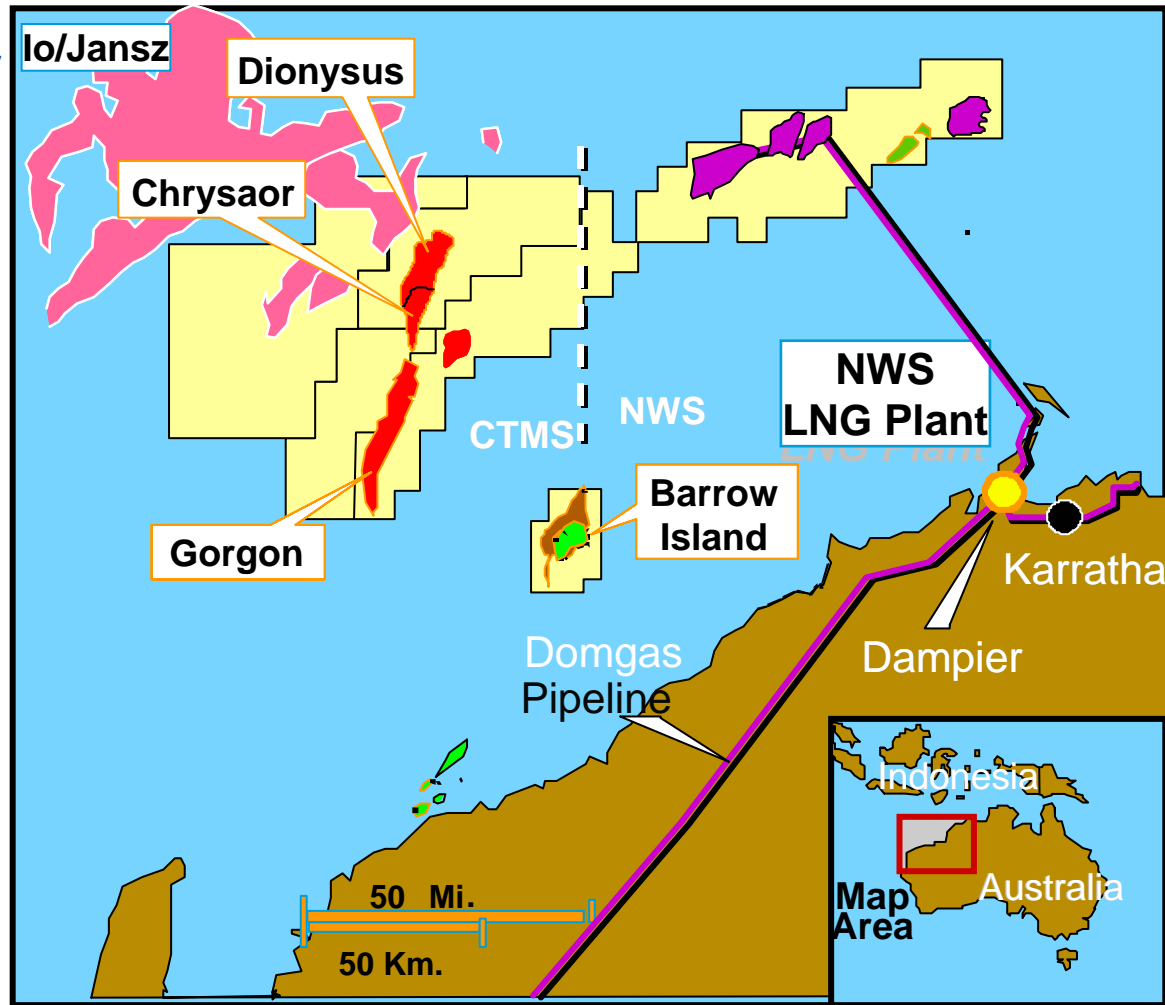 Io/Jansz
Dionysus
Chrysaor
NWS
LNG Plant
LNG Plant
CTMS
NWS
Barrow
Island
Gorgon
Karratha
Domgas
Pipeline
Dampier
Indonesia
Australia
Map
Area
50 Mi.
50 Km.